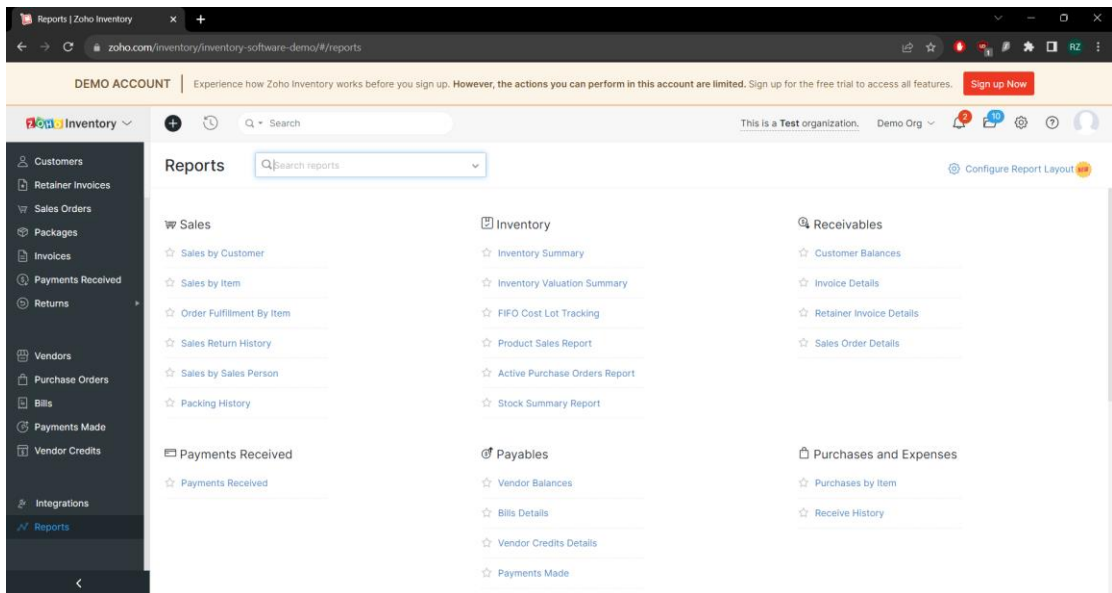 Reports | Zoho Inventory
zoho.com/inventory/inventory-software-demo/#/reports
RZ
DEMO ACCOUNT Experience how Zoho Inventory works before you sign up. However, the actions you can perform in this account are limited. Sign up for the free trial to access all features. Sign up Now
ZOHO Inventory
Search
This is a Test organization. Demo Org 2 10
Customers
Retainer Invoices
Sales Orders
Packages
Invoices
Payments Received
Returns
Vendors
Purchase Orders
Bills
Payments Made
Vendor Credits
Integrations
Reports
Reports Search reports Configure Report Layout NEW
Sales
Sales by Customer
Sales by Item
Order Fulfillment By Item
Sales Return History
Sales by Sales Person
Packing History
Inventory
Inventory Summary
Inventory Valuation Summary
FIFO Cost Lot Tracking
Product Sales Report
Active Purchase Orders Report
Stock Summary Report
Receivables
Customer Balances
Invoice Details
Retainer Invoice Details
Sales Order Details
Payments Received
Payments Received
Payables
Vendor Balances
Bills Details
Vendor Credits Details
Payments Made
Purchases and Expenses
Purchases by Item
Receive History